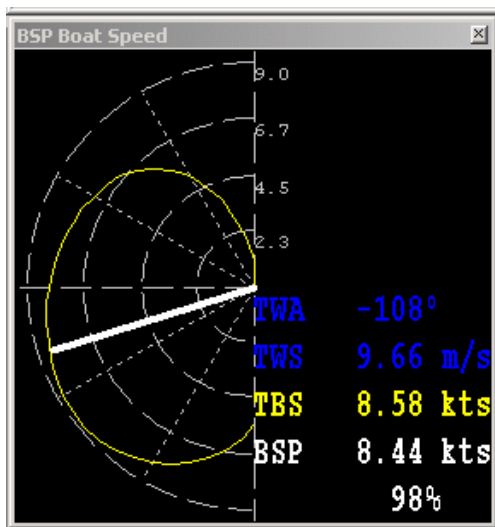 BSP Boat Speed
9.0
6.7
4.5
2.3
TWA -108°
TWS 9.66 m/s
TBS 8.58 kts
BSP 8.44 kts
98%